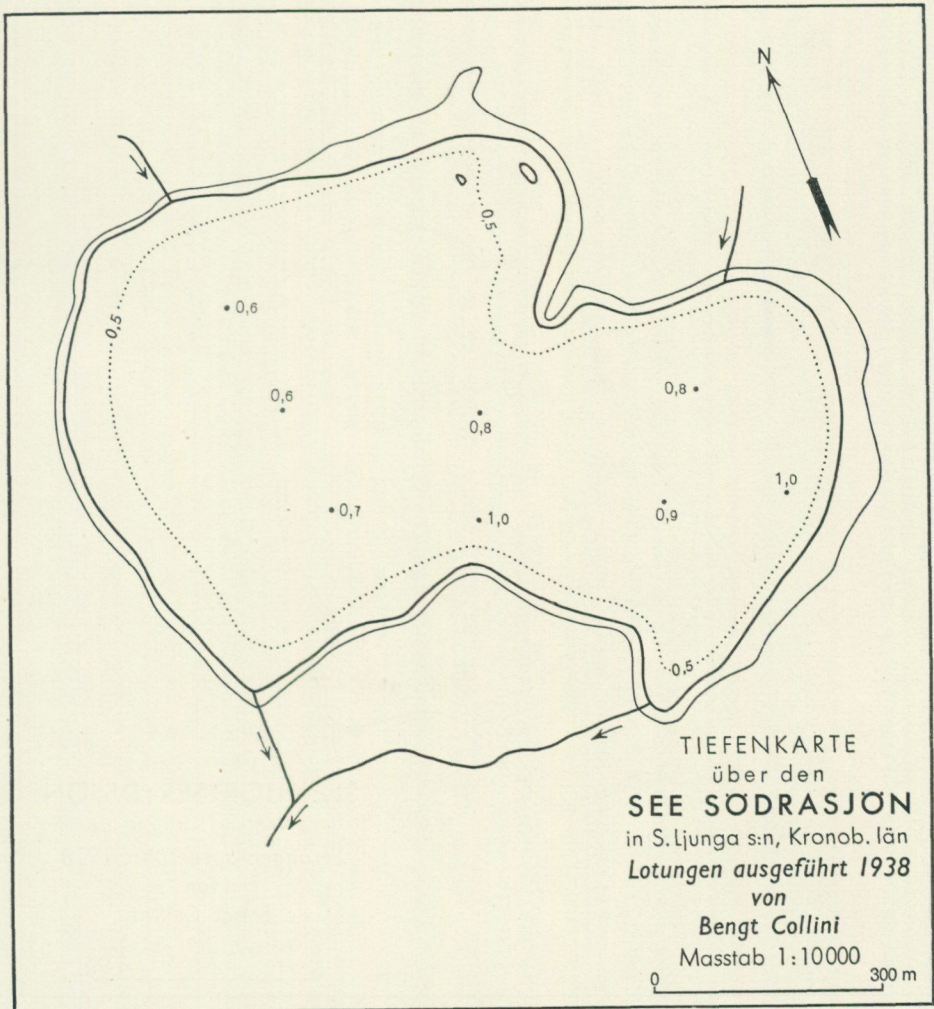 N
0,5
0,5
0,6
0,6
0,8
0,8
1,0
0,7
1,0
0,9
0,5
TIEFENKARTE
über den
SEE SÖDRASJÖN
in S. Ljunga s:n, Kronob. län
Lotungen ausgeführt 1938
von
Bengt Collini
Masstab 1:10000
0 300 m